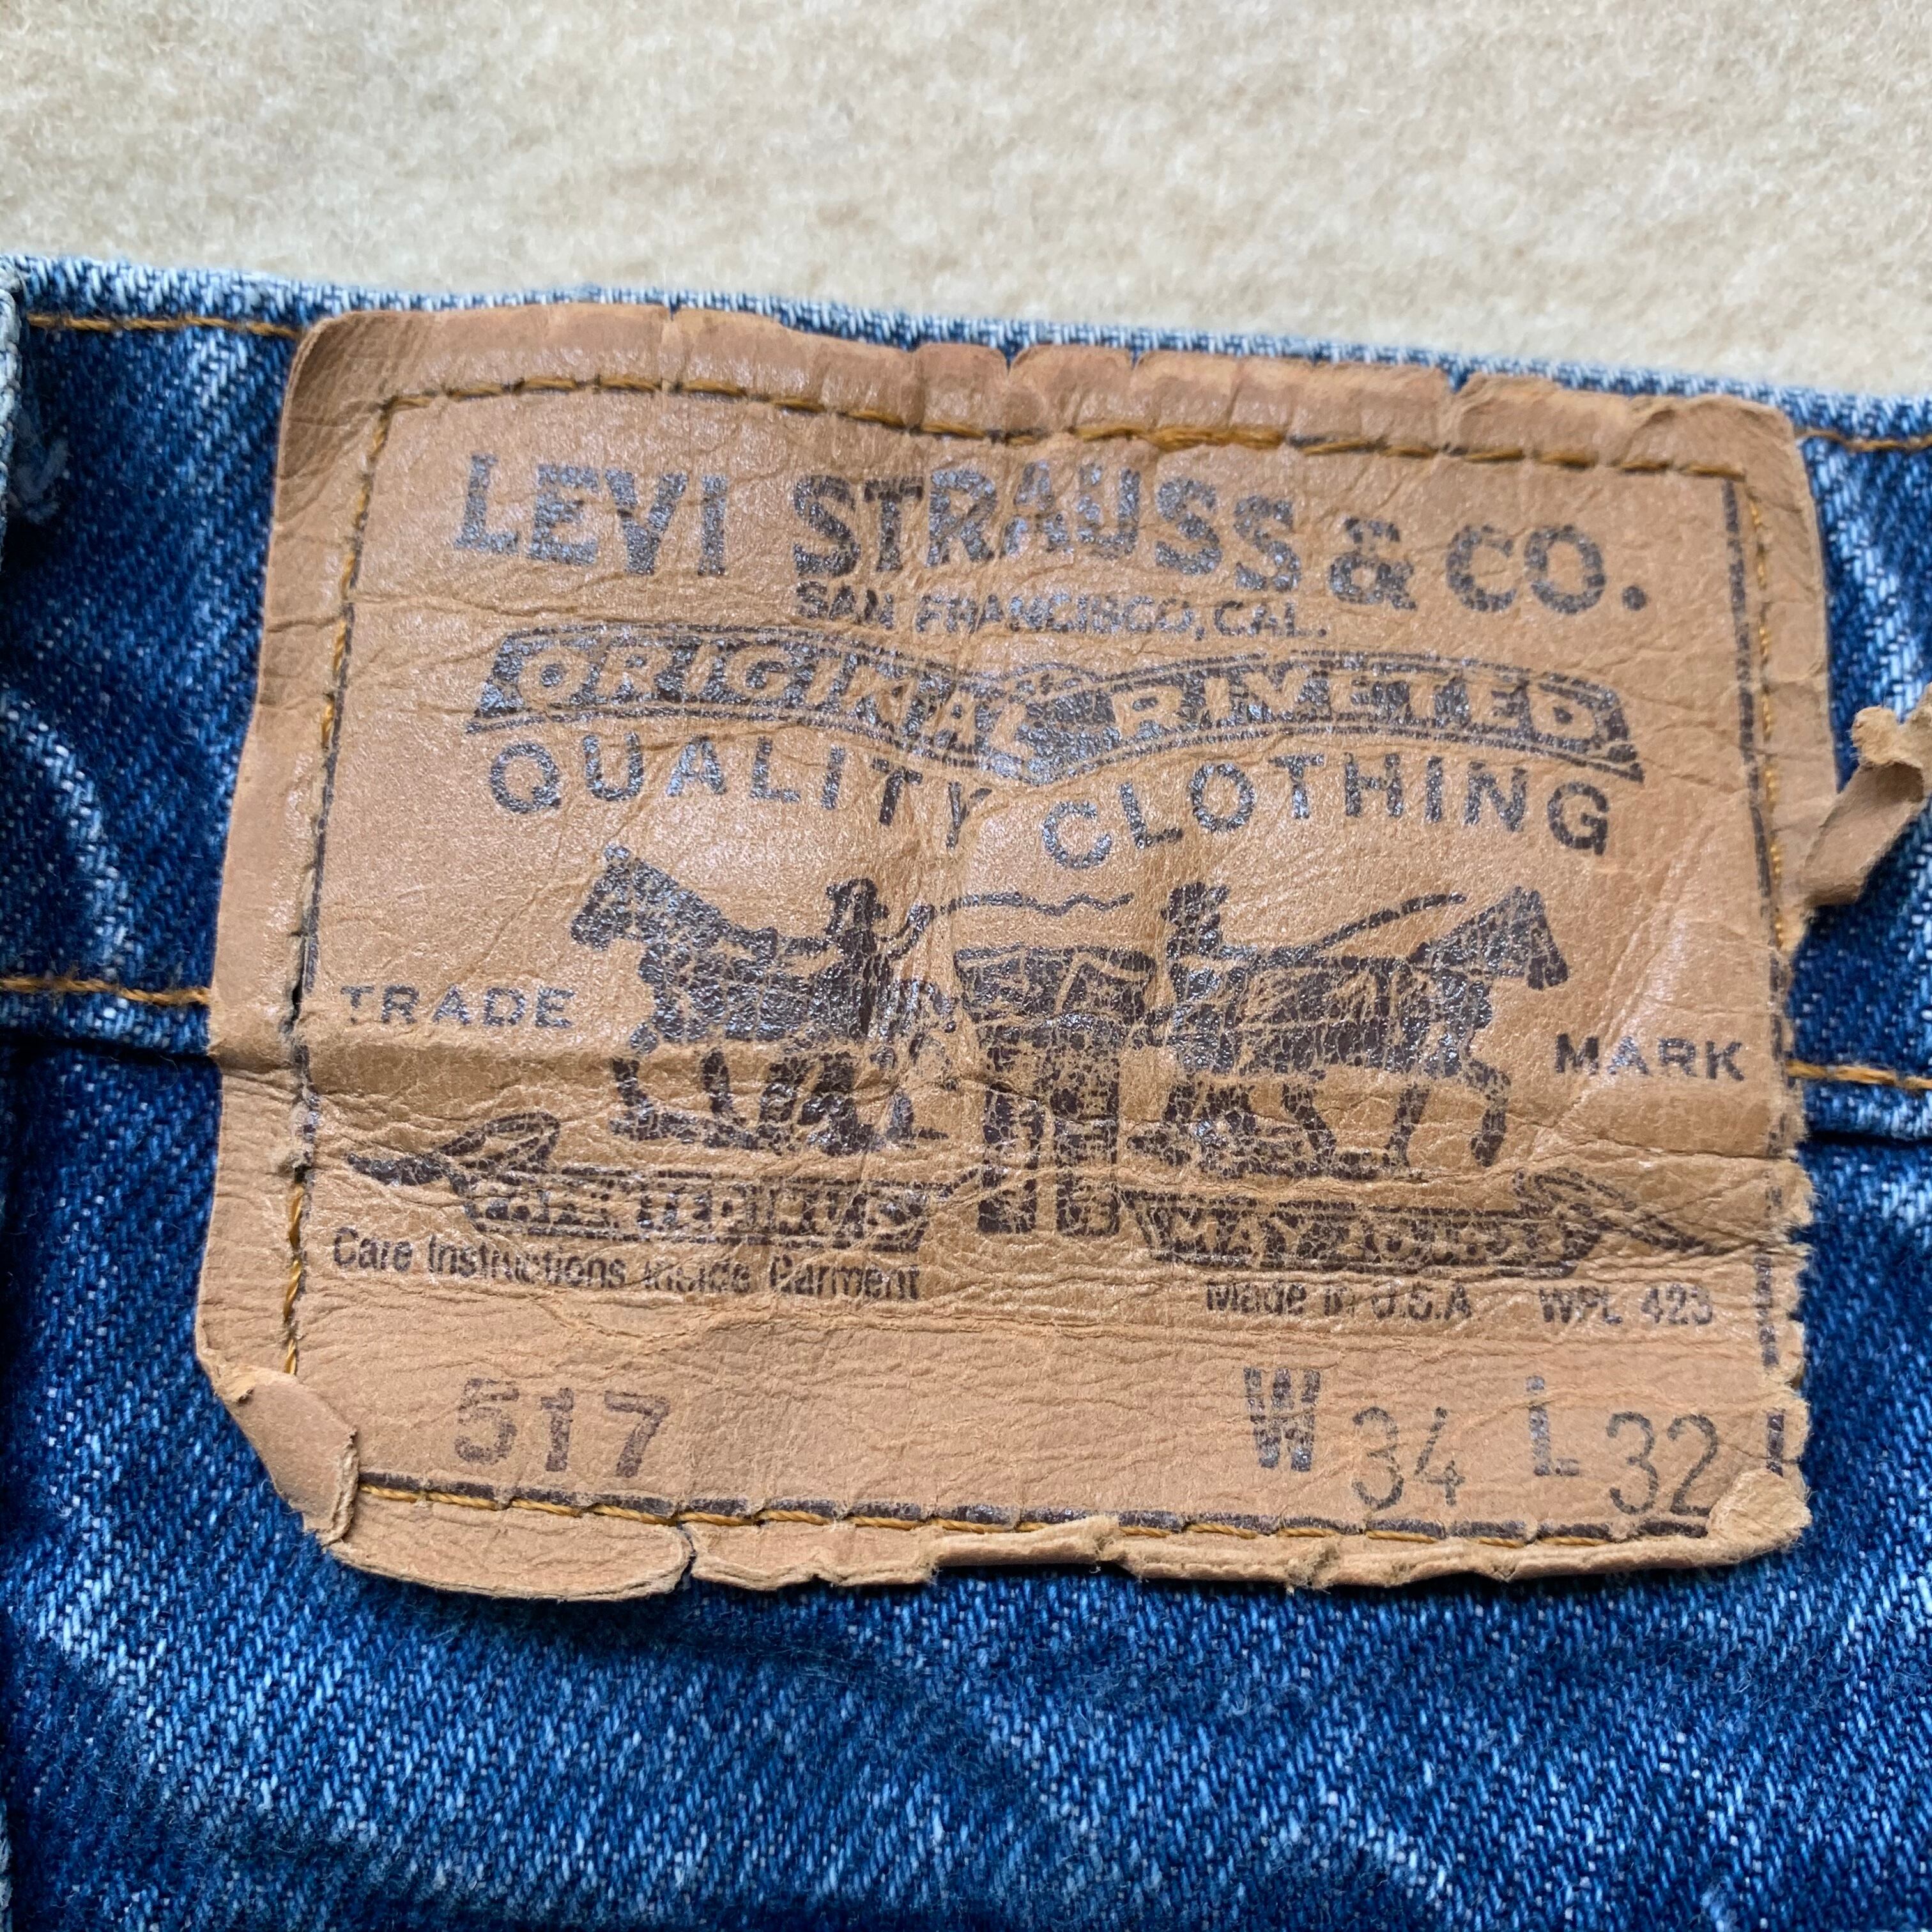 LEVI STRAUSS & CO.
SAN FRANCISCO, CAL.
ORIGINAL RIVETED
QUALITY CLOTHING
TRADE MARK
Care Instructions Inside Garment
Made in U.S.A WPL 423
517 W 34 L 32